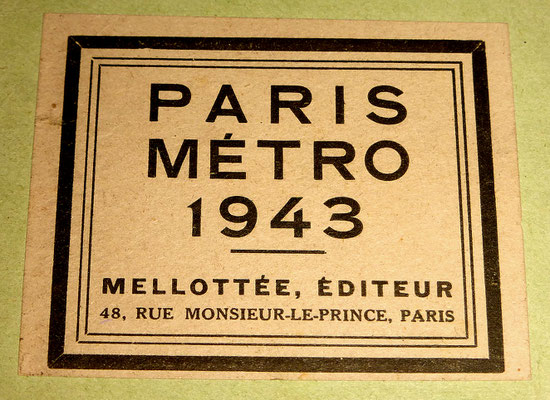 PARIS
MÉTRO
1943
MELLOTTÉE, ÉDITEUR
48, RUE MONSIEUR-LE-PRINCE, PARIS